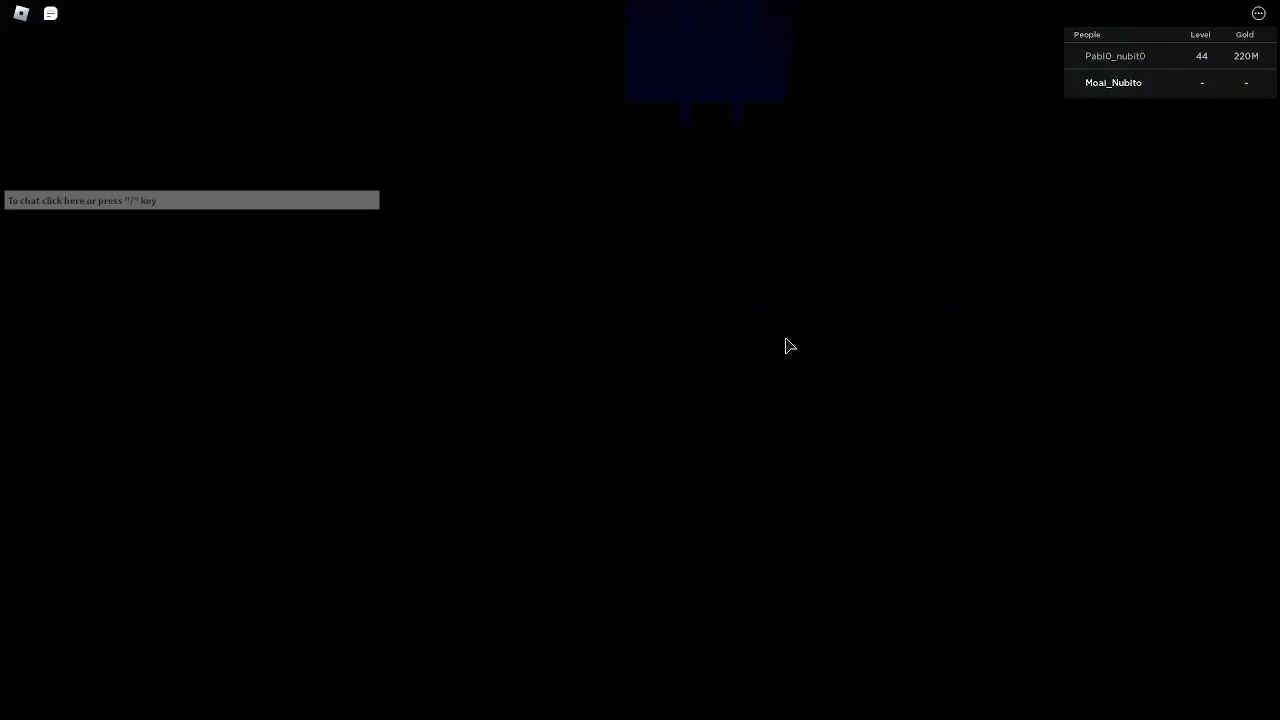 People Level Gold
Pabl0_nubit0 44 220M
Moai_Nubito - -
To chat click here or press "/" key